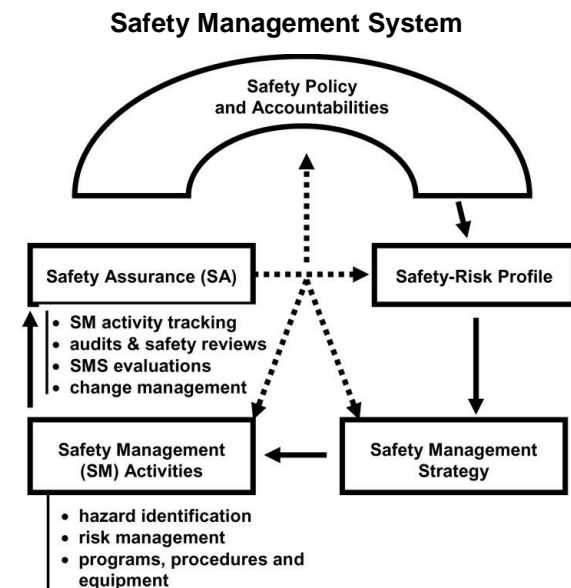 Safety Management System
Safety Policy
and Accountabilities
Safety Assurance (SA)
Safety-Risk Profile
• SM activity tracking
• audits & safety reviews
• SMS evaluations
• change management
Safety Management
(SM) Activities
Safety Management
Strategy
• hazard identification
• risk management
• programs, procedures and
equipment